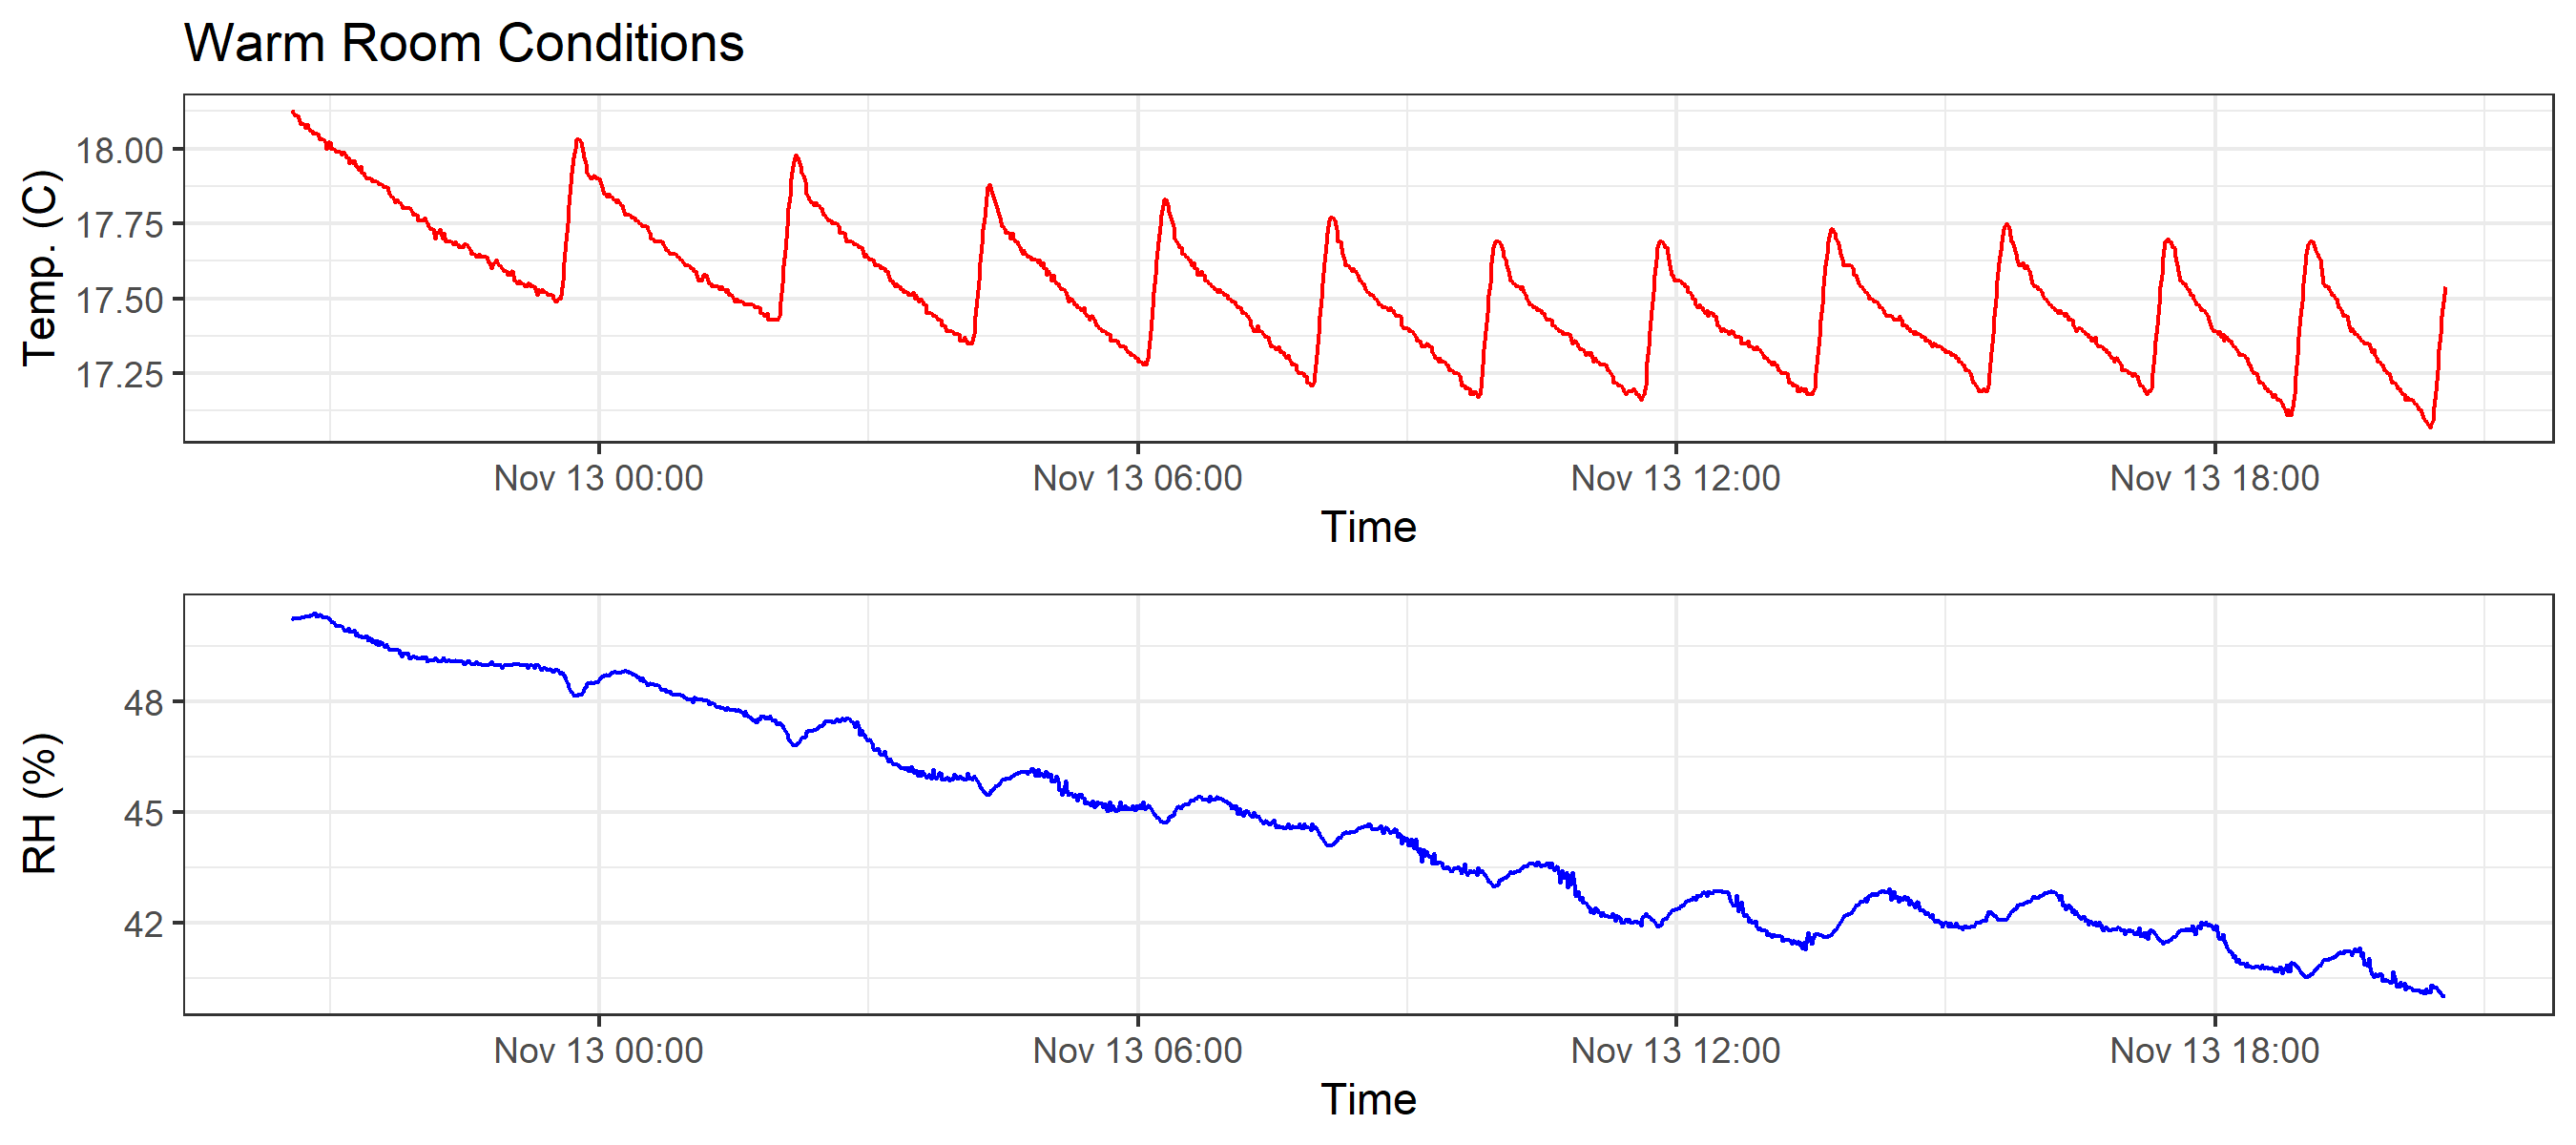 Warm Room Conditions
Temp. (C)
18.00
17.75
17.50
17.25
Nov 13 00:00 Nov 13 06:00 Nov 13 12:00 Nov 13 18:00
Time
RH (%)
48
45
42
Nov 13 00:00 Nov 13 06:00 Nov 13 12:00 Nov 13 18:00
Time